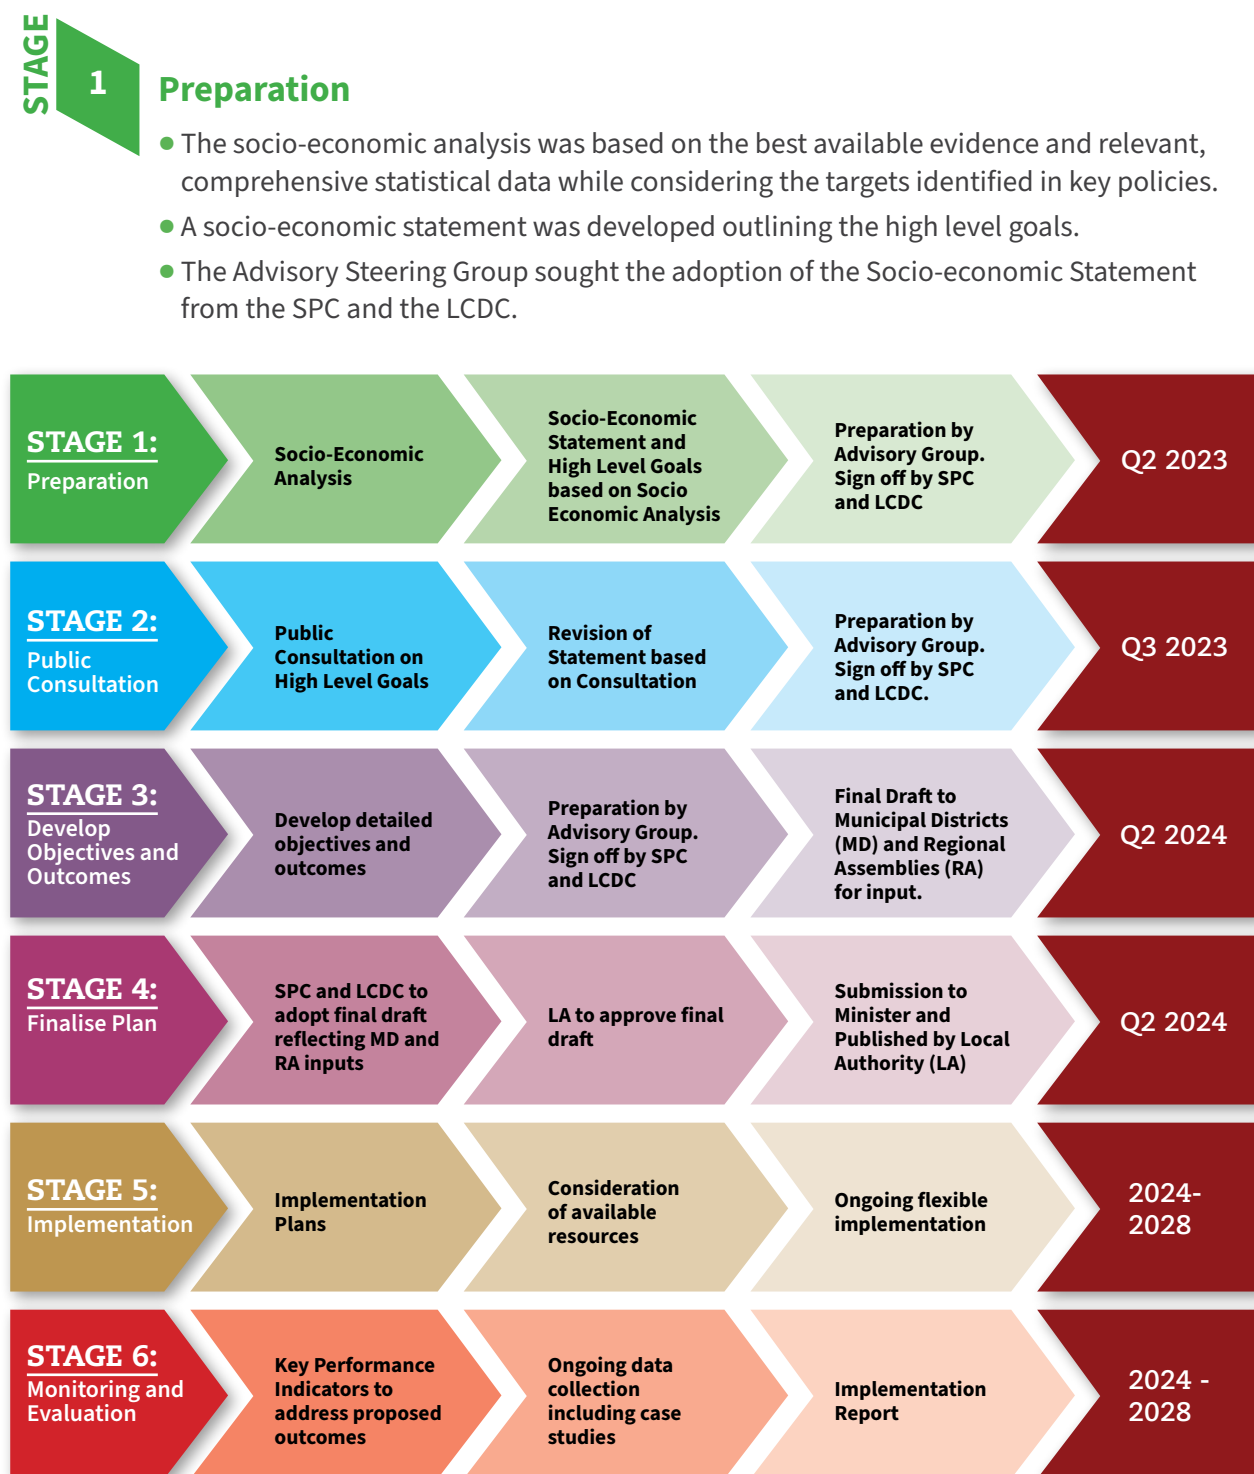 STAGE
1
Preparation
• The socio-economic analysis was based on the best available evidence and relevant,
comprehensive statistical data while considering the targets identified in key policies.
• A socio-economic statement was developed outlining the high level goals.
• The Advisory Steering Group sought the adoption of the Socio-economic Statement
from the SPC and the LCDC.
STAGE 1:
Preparation
Socio-Economic
Analysis
Socio-Economic
Statement and
High Level Goals
based on Socio
Economic Analysis
Preparation by
Advisory Group.
Sign off by SPC
and LCDC
Q2 2023
STAGE 2:
Public
Consultation
Public
Consultation on
High Level Goals
Revision of
Statement based
on Consultation
Preparation by
Advisory Group.
Sign off by SPC
and LCDC.
Q3 2023
STAGE 3:
Develop
Objectives and
Outcomes
Develop detailed
objectives and
outcomes
Preparation by
Advisory Group.
Sign off by SPC
and LCDC
Final Draft to
Municipal Districts
(MD) and Regional
Assemblies (RA)
for input.
Q2 2024
STAGE 4:
Finalise Plan
SPC and LCDC to
adopt final draft
reflecting MD and
RA inputs
LA to approve final
draft
Submission to
Minister and
Published by Local
Authority (LA)
Q2 2024
STAGE 5:
Implementation
Implementation
Plans
Consideration
of available
resources
Ongoing flexible
implementation
2024-
2028
STAGE 6:
Monitoring and
Evaluation
Key Performance
Indicators to
address proposed
outcomes
Ongoing data
collection
including case
studies
Implementation
Report
2024 -
2028